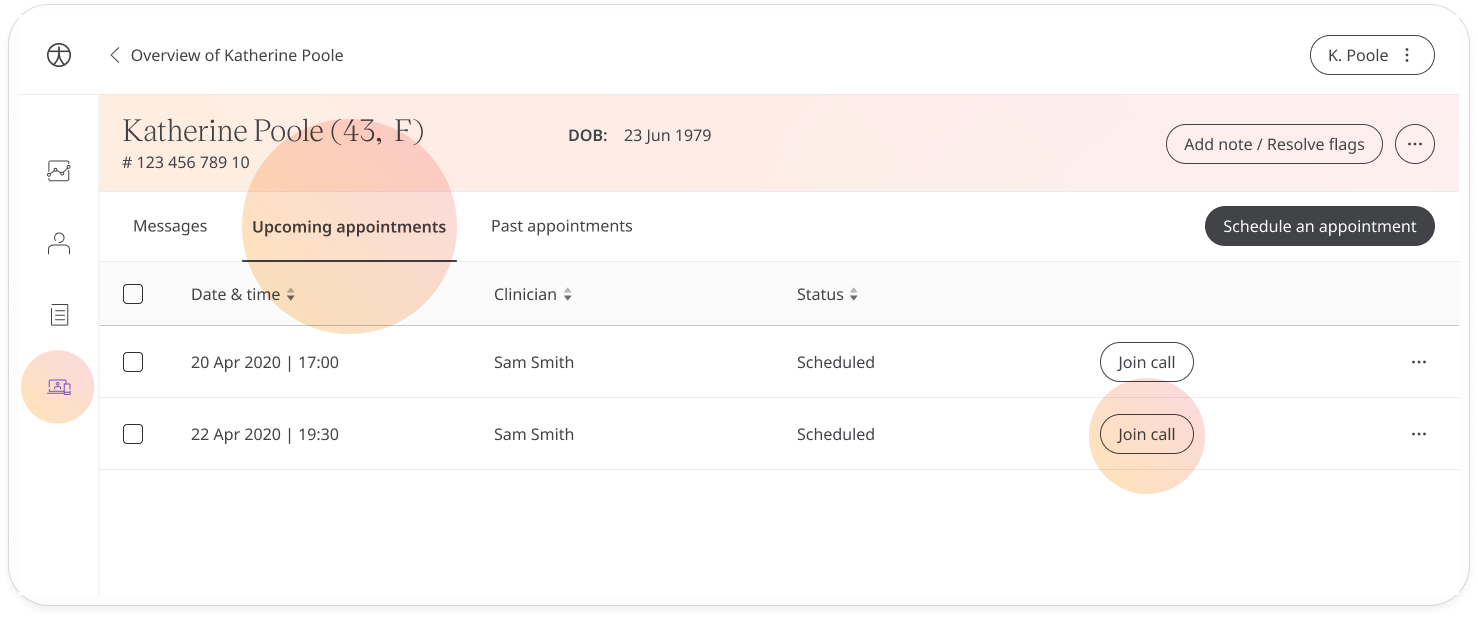 Overview of Katherine Poole
K. Poole
Katherine Poole (43, F)
# 123 456 789 10
DOB: 23 Jun 1979
Add note / Resolve flags
Messages Upcoming appointments Past appointments
Schedule an appointment
Date & time Clinician Status
20 Apr 2020 | 17:00 Sam Smith Scheduled Join call
22 Apr 2020 | 19:30 Sam Smith Scheduled Join call